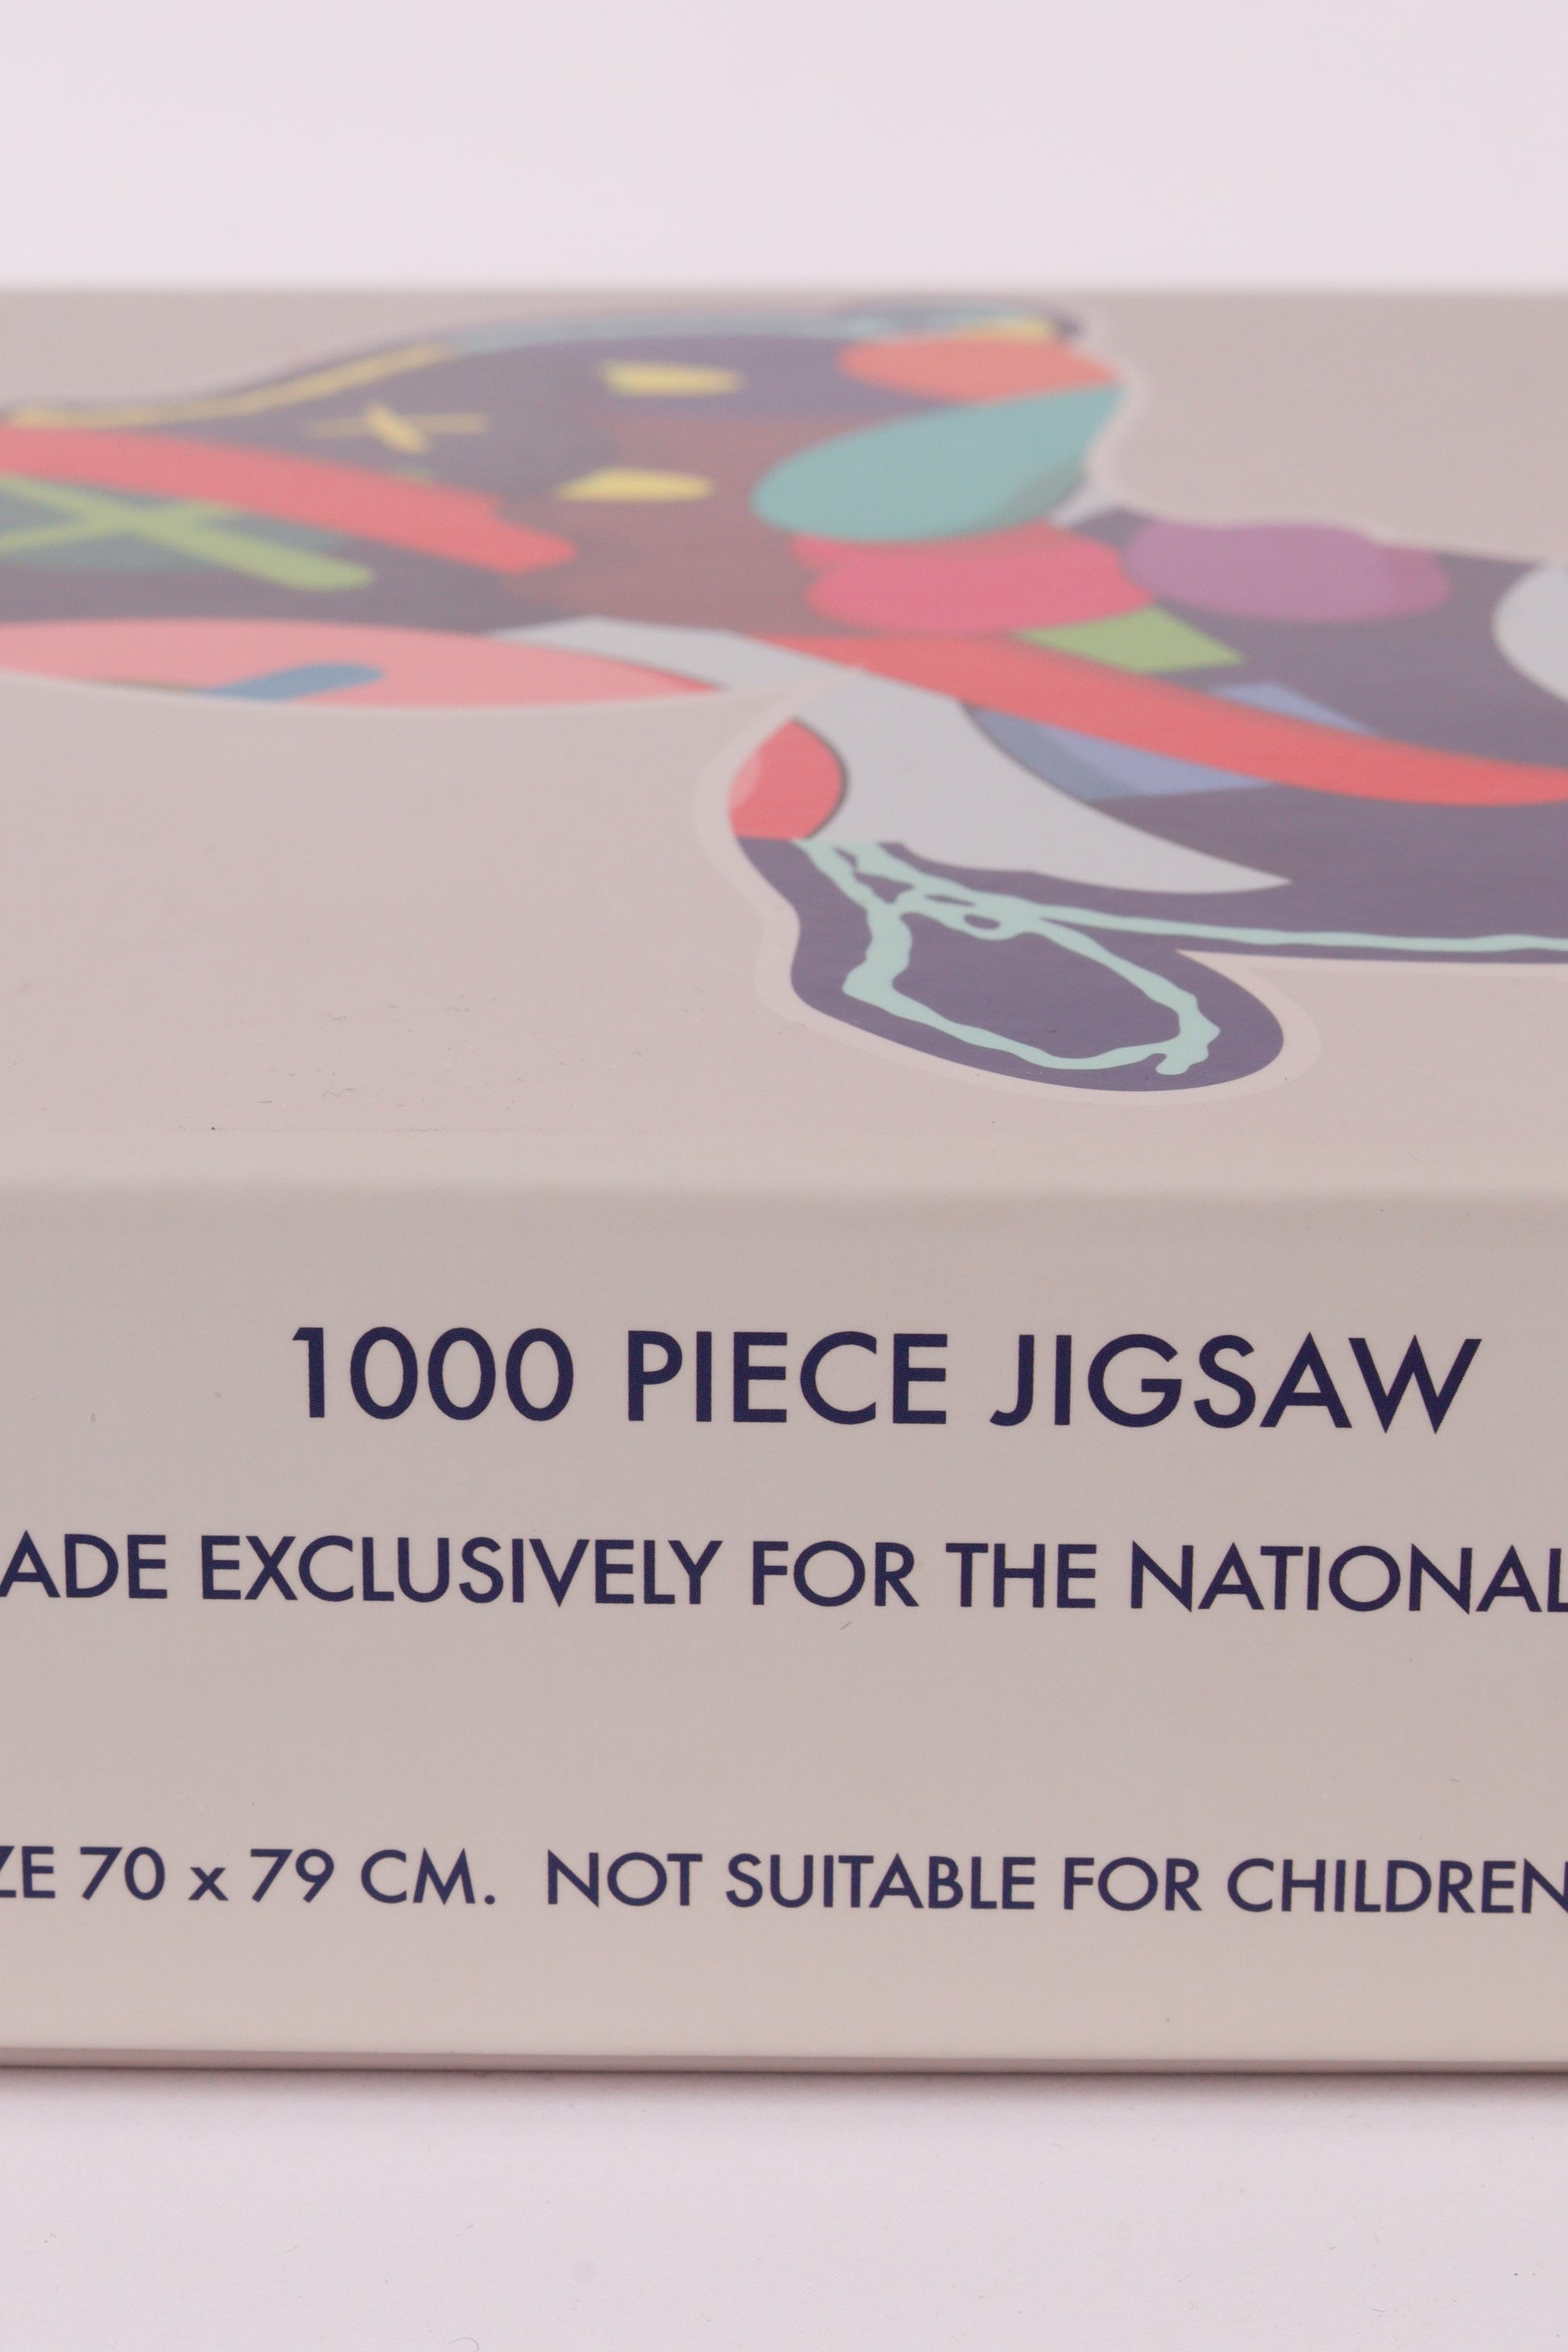 1000 PIECE JIGSAW
ADE EXCLUSIVELY FOR THE NATIONAL
ZE 70 x 79 CM. NOT SUITABLE FOR CHILDREN